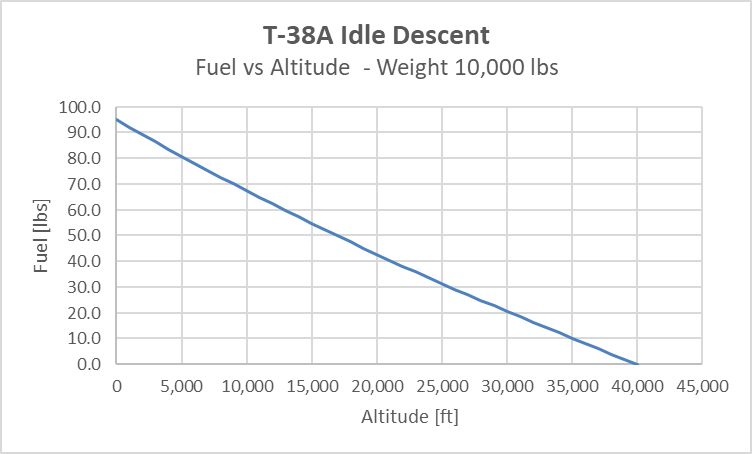 T-38A Idle Descent
Fuel vs Altitude - Weight 10,000 lbs
100.0
90.0
80.0
70.0
60.0
50.0
40.0
30.0
20.0
10.0
0.0
Fuel [lbs]
0 5,000 10,000 15,000 20,000 25,000 30,000 35,000 40,000 45,000
Altitude [ft]